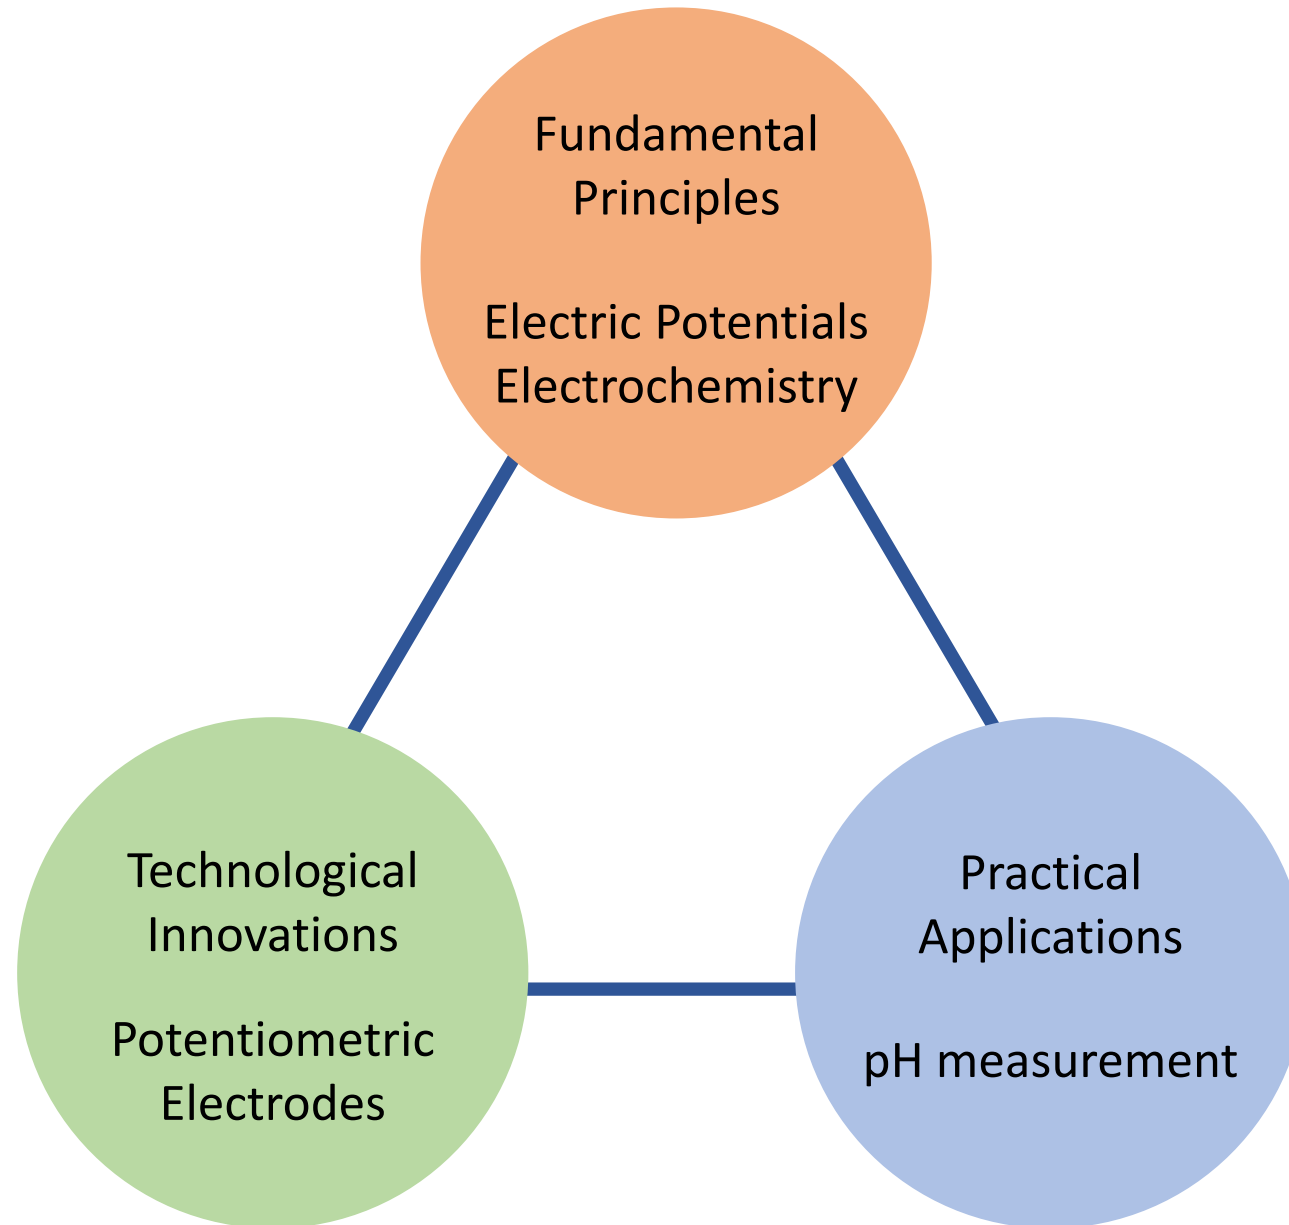 Fundamental
Principles
Electric Potentials
Electrochemistry
Technological
Innovations
Potentiometric
Electrodes
Practical
Applications
pH measurement